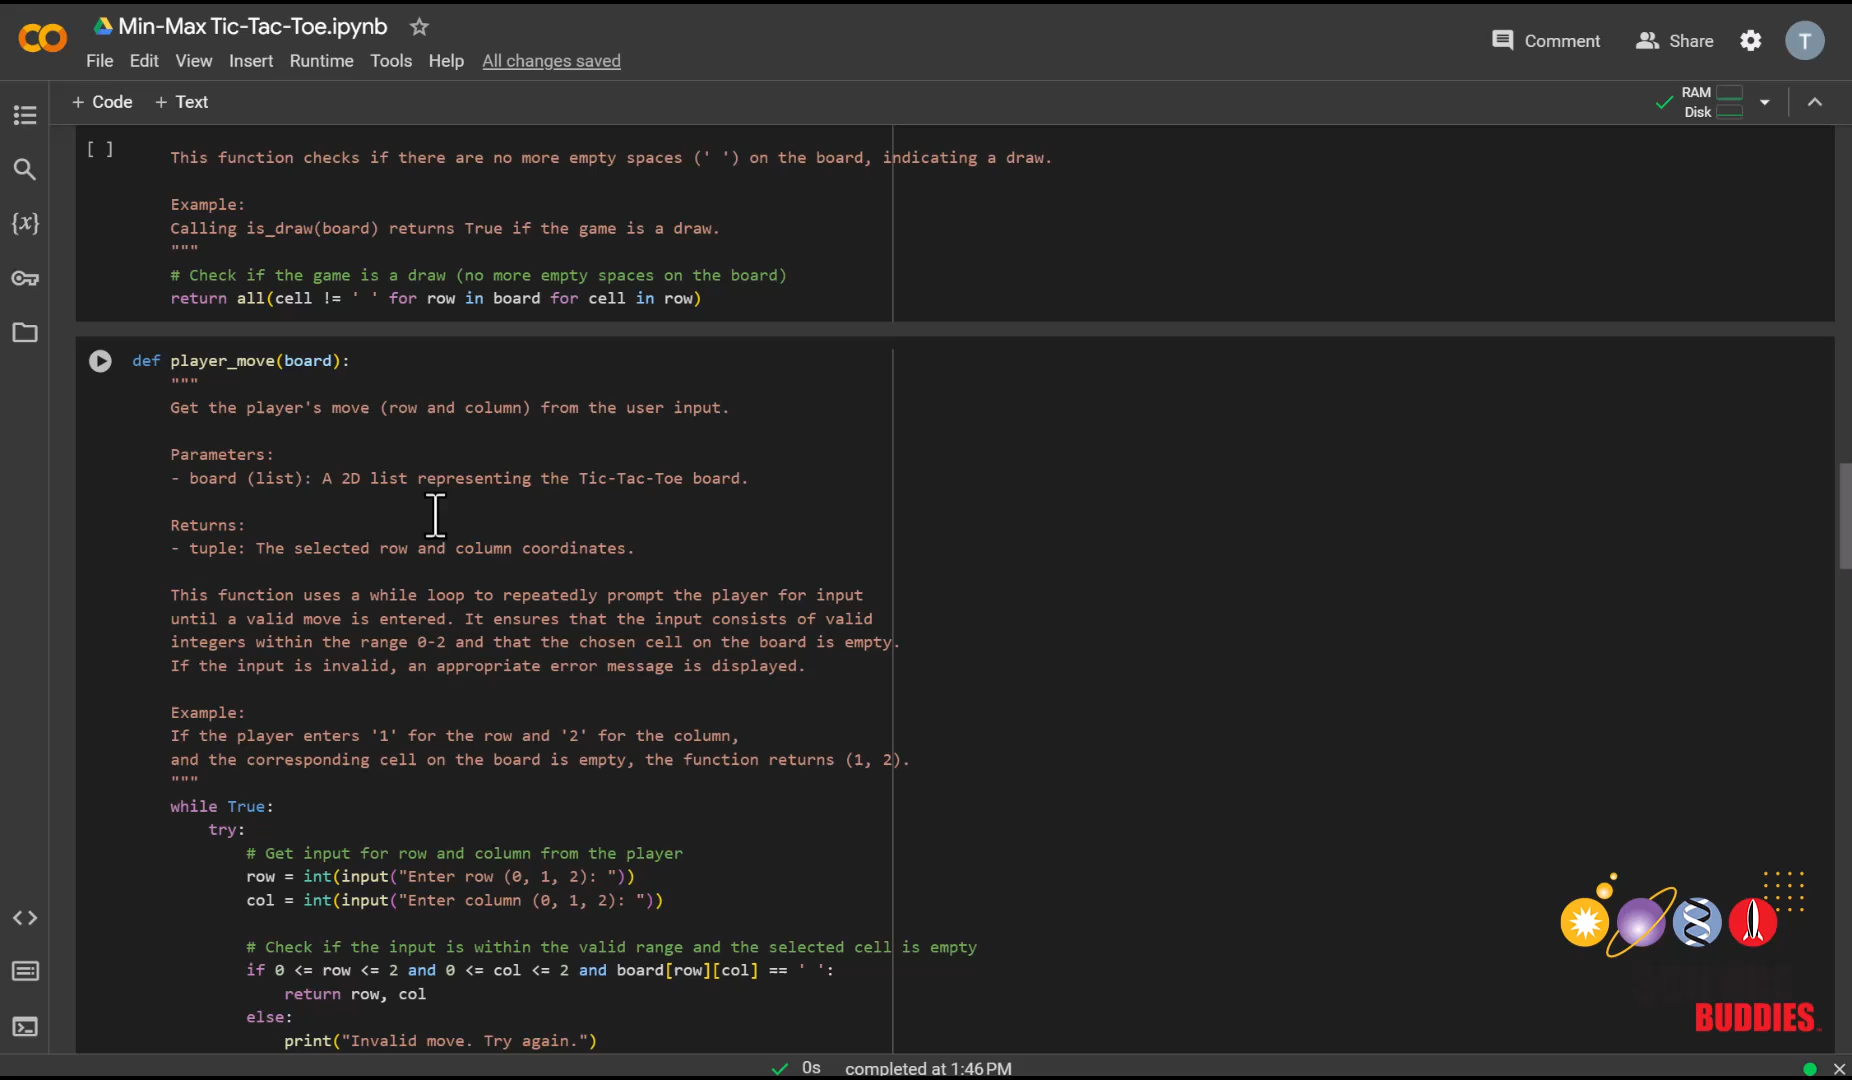 Min-Max Tic-Tac-Toe.ipynb
File Edit View Insert Runtime Tools Help All changes saved
Comment Share T
+ Code + Text
RAM
Disk
[ ]
This function checks if there are no more empty spaces (' ') on the board, indicating a draw.
Example:
Calling is_draw(board) returns True if the game is a draw.
"""
# Check if the game is a draw (no more empty spaces on the board)
return all(cell != ' ' for row in board for cell in row)
def player_move(board):
"""
Get the player's move (row and column) from the user input.
Parameters:
- board (list): A 2D list representing the Tic-Tac-Toe board.
Returns:
- tuple: The selected row and column coordinates.
This function uses a while loop to repeatedly prompt the player for input
until a valid move is entered. It ensures that the input consists of valid
integers within the range 0-2 and that the chosen cell on the board is empty.
If the input is invalid, an appropriate error message is displayed.
Example:
If the player enters '1' for the row and '2' for the column,
and the corresponding cell on the board is empty, the function returns (1, 2).
"""
while True:
try:
# Get input for row and column from the player
row = int(input("Enter row (0, 1, 2): "))
col = int(input("Enter column (0, 1, 2): "))
# Check if the input is within the valid range and the selected cell is empty
if 0 <= row <= 2 and 0 <= col <= 2 and board[row][col] == ' ':
return row, col
else:
print("Invalid move. Try again.")
BUDDIES
0s completed at 1:46 PM